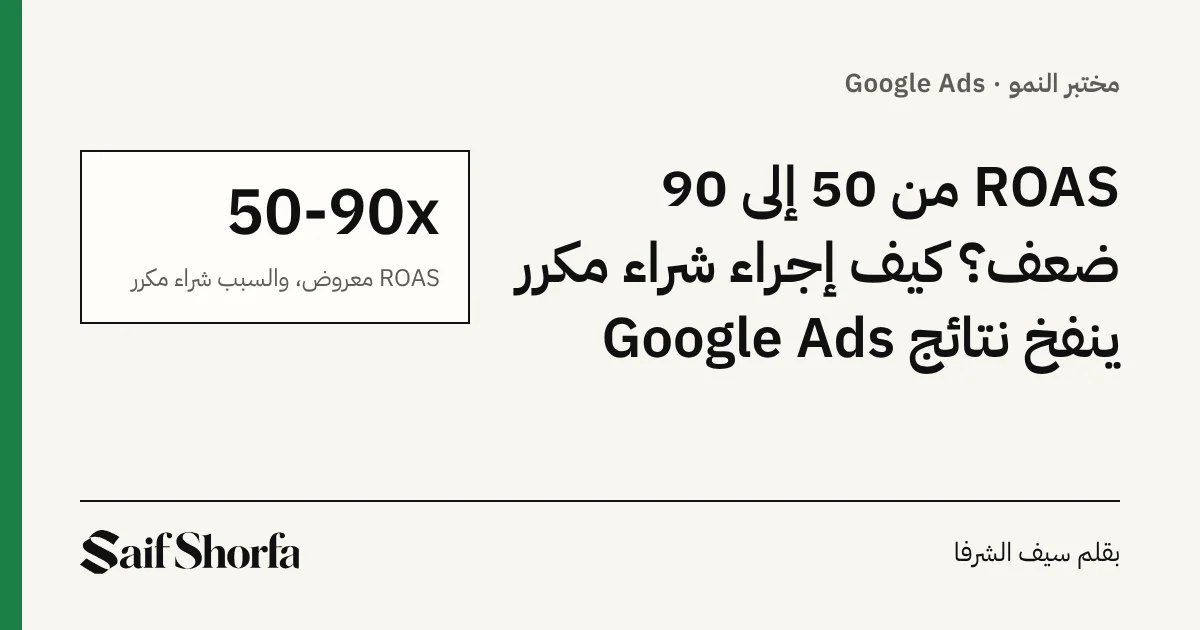 مختبر النمو · Google Ads
ROAS من 50 إلى 90
ضعف؟ كيف إجراء شراء مكرر
ينفخ نتائج Google Ads
50-90x
ROAS معروض، والسبب شراء مكرر
بقلم سيف الشرفا
Saif Shorfa